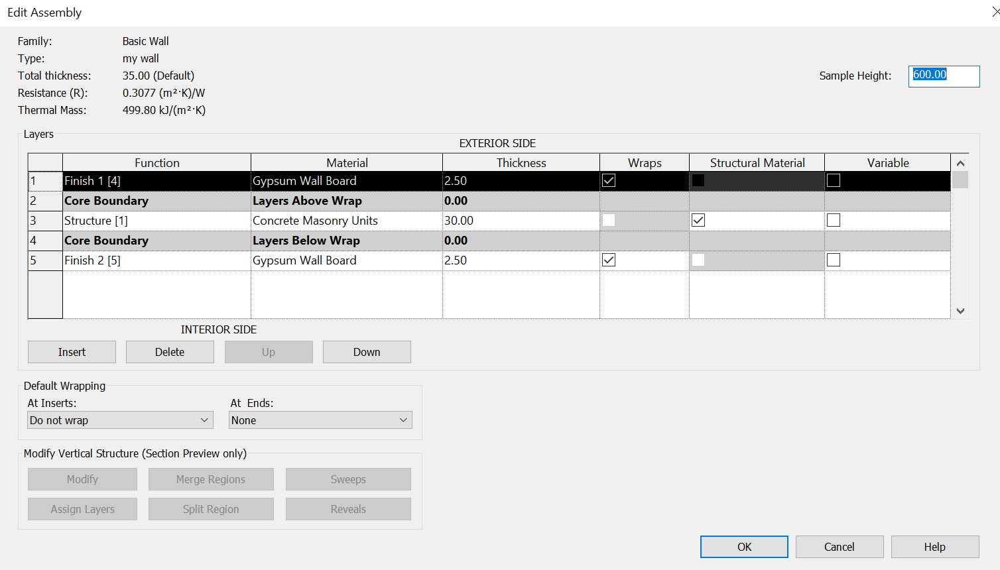 Edit Assembly
Family: Basic Wall
Type: my wall
Total thickness: 35.00 (Default)
Sample Height: 600.00
Resistance (R): 0.3077 (m²·K)/W
Thermal Mass: 499.80 kJ/(m²·K)
Layers
EXTERIOR SIDE
Function Material Thickness Wraps Structural Material Variable
1 Finish 1 [4] Gypsum Wall Board 2.50
2 Core Boundary Layers Above Wrap 0.00
3 Structure [1] Concrete Masonry Units 30.00
4 Core Boundary Layers Below Wrap 0.00
5 Finish 2 [5] Gypsum Wall Board 2.50
INTERIOR SIDE
Insert Delete Up Down
Default Wrapping
At Inserts: At Ends:
Do not wrap None
Modify Vertical Structure (Section Preview only)
Modify Merge Regions Sweeps
Assign Layers Split Region Reveals
OK Cancel Help